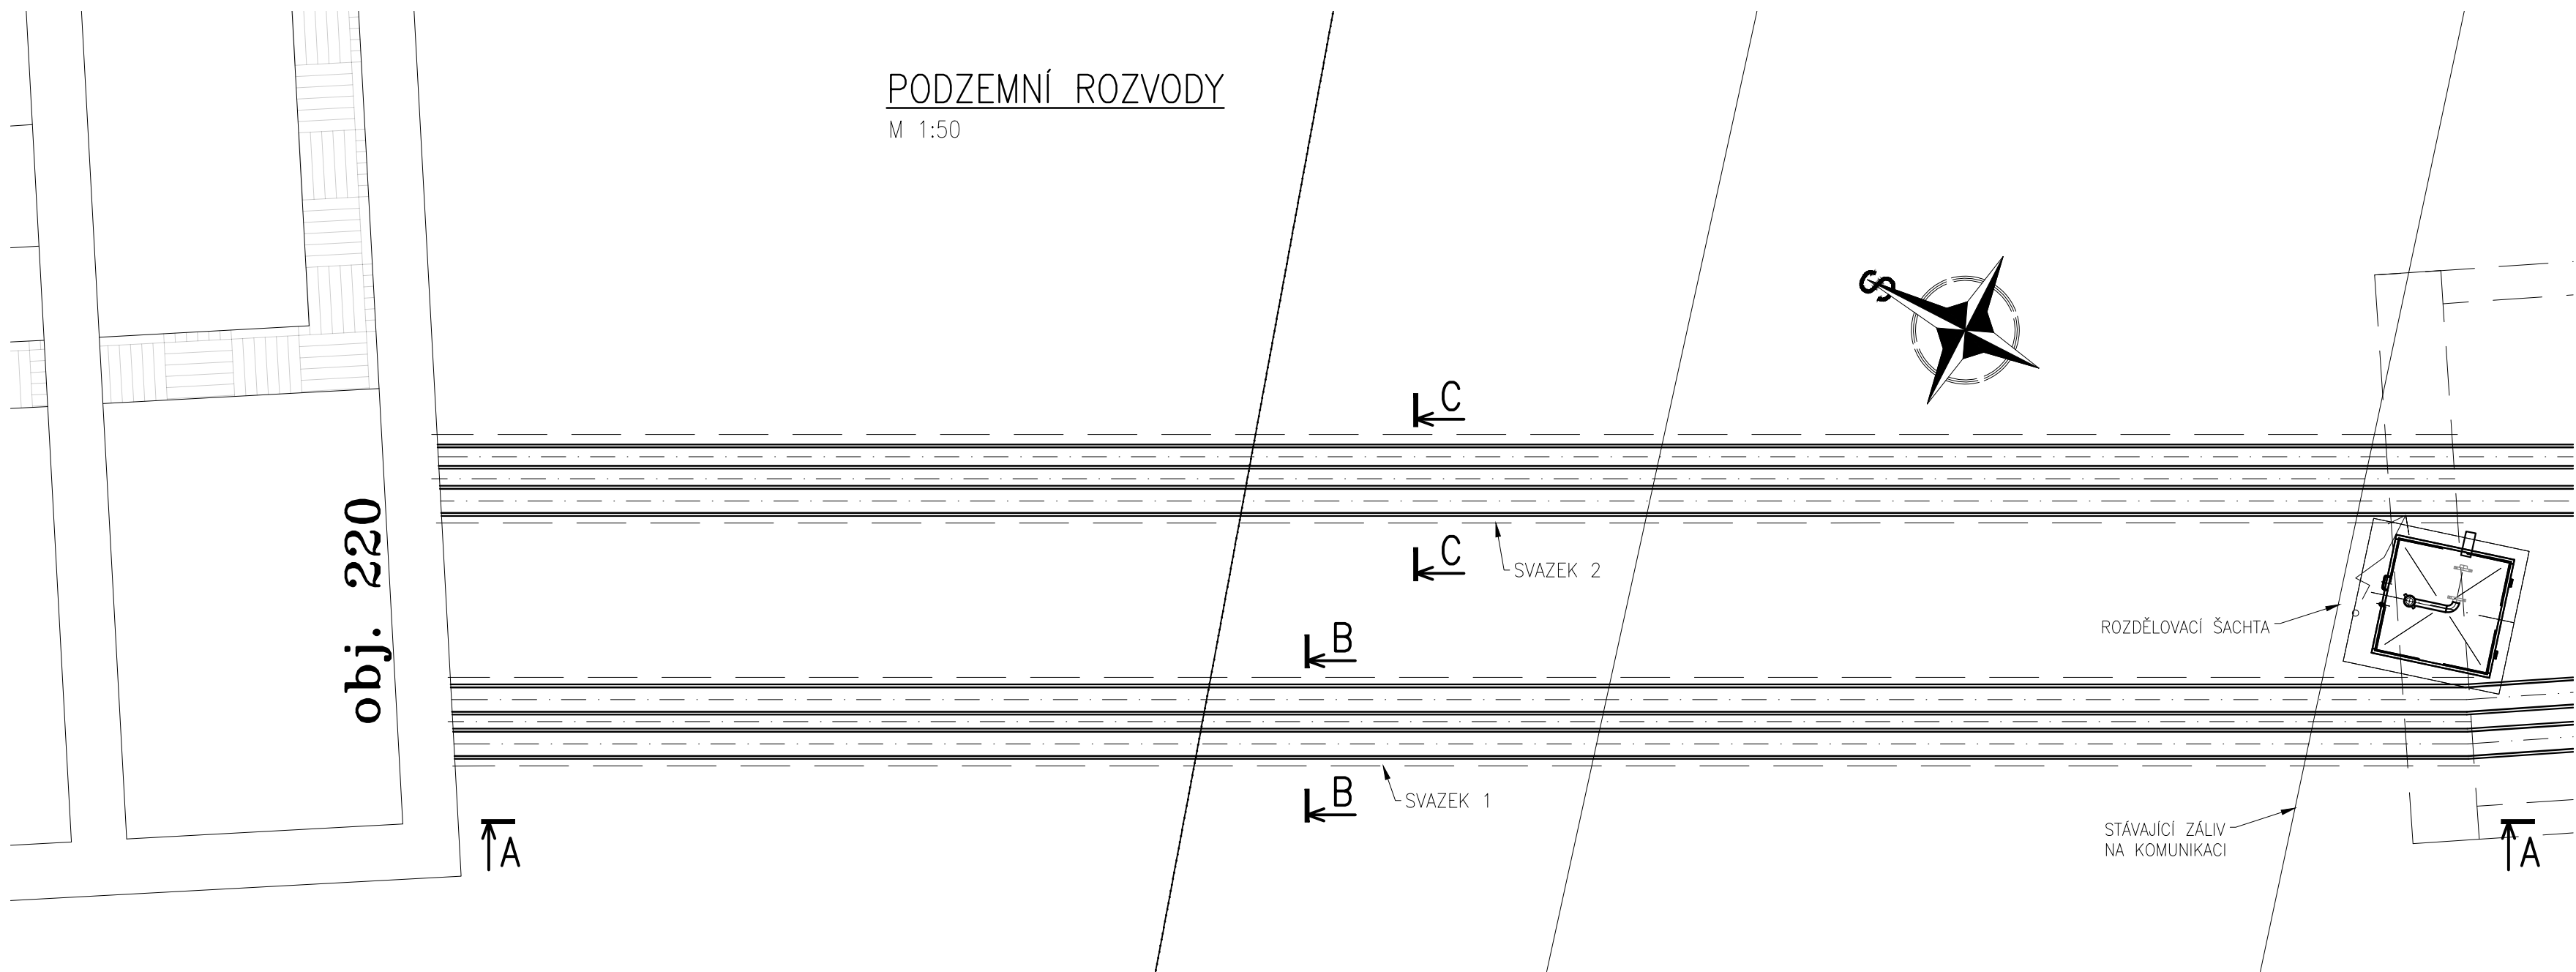 PODZEMNÍ ROZVODY
M 1:50
S
C
C
SVAZEK 2
obj. 220
B
ROZDĚLOVACÍ ŠACHTA
B
SVAZEK 1
A
STÁVAJÍCÍ ZÁLIV
NA KOMUNIKACI
A